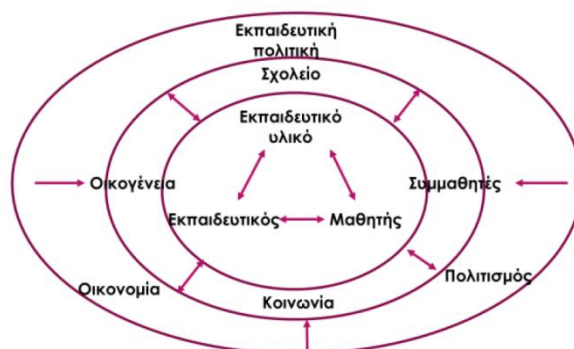 Εκπαιδευτική
πολιτική
Σχολείο
Εκπαιδευτικό
υλικό
Οικογένεια
Συμμαθητές
Εκπαιδευτικός
Μαθητής
Οικονομία
Πολιτισμός
Κοινωνία